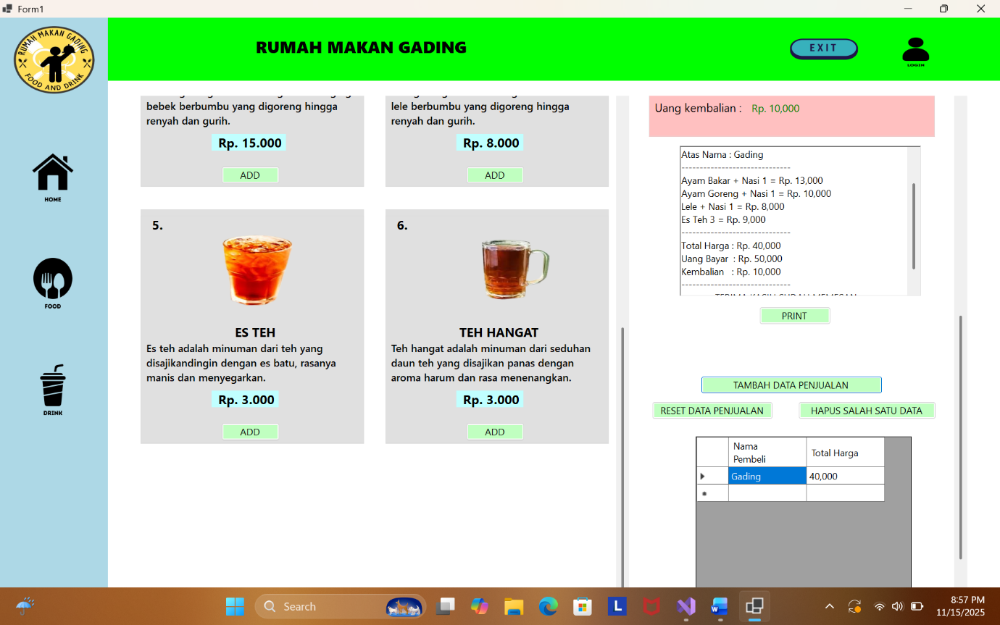 Form1
RUMAH MAKAN GADING
FOOD AND DRINK
RUMAH MAKAN GADING
EXIT
LOGIN
HOME
FOOD
DRINK
bebek berbumbu yang digoreng hingga
renyah dan gurih.
Rp. 15.000
ADD
lele berbumbu yang digoreng hingga
renyah dan gurih.
Rp. 8.000
ADD
5.
ES TEH
Es teh adalah minuman dari teh yang
disajikandingin dengan es batu, rasanya
manis dan menyegarkan.
Rp. 3.000
ADD
6.
TEH HANGAT
Teh hangat adalah minuman dari seduhan
daun teh yang disajikan panas dengan
aroma harum dan rasa menenangkan.
Rp. 3.000
ADD
Uang kembalian : Rp. 10,000
Atas Nama : Gading
-----------------------------
Ayam Bakar + Nasi 1 = Rp. 13,000
Ayam Goreng + Nasi 1 = Rp. 10,000
Lele + Nasi 1 = Rp. 8,000
Es Teh 3 = Rp. 9,000
-----------------------------
Total Harga : Rp. 40,000
Uang Bayar : Rp. 50,000
Kembalian : Rp. 10,000
-----------------------------
TERIMA KASIH SUDAH MEMESAN
PRINT
TAMBAH DATA PENJUALAN
RESET DATA PENJUALAN
HAPUS SALAH SATU DATA
Nama
Pembeli
Total Harga
Gading
40,000
Search
L
W
8:57 PM
11/15/2025